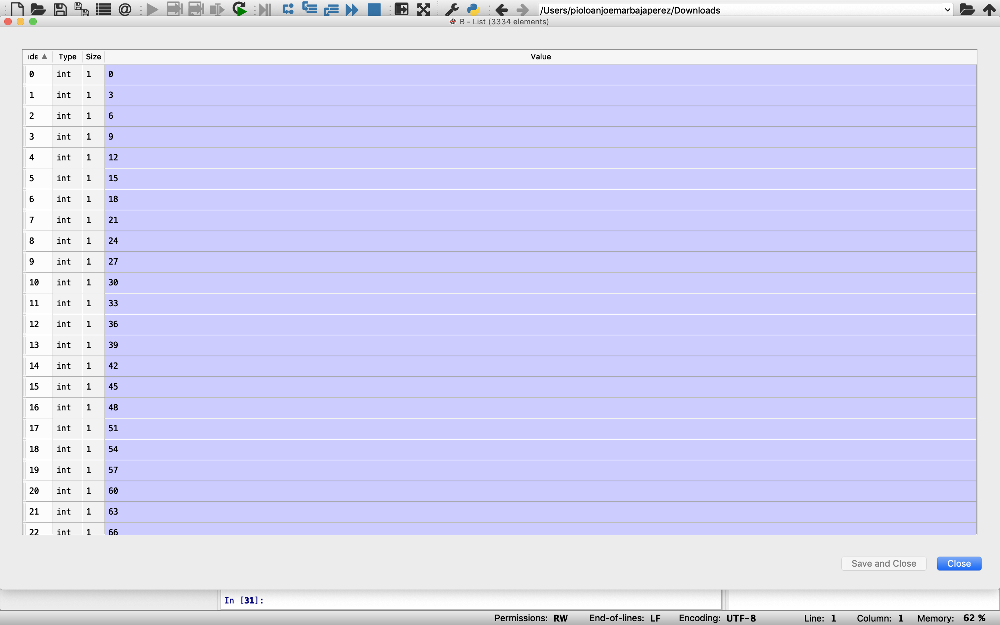 /Users/pioloanjoemarbajaperez/Downloads
B - List (3334 elements)
nde Type Size Value
0 int 1 0
1 int 1 3
2 int 1 6
3 int 1 9
4 int 1 12
5 int 1 15
6 int 1 18
7 int 1 21
8 int 1 24
9 int 1 27
10 int 1 30
11 int 1 33
12 int 1 36
13 int 1 39
14 int 1 42
15 int 1 45
16 int 1 48
17 int 1 51
18 int 1 54
19 int 1 57
20 int 1 60
21 int 1 63
22 int 1 66
Save and Close Close
In [31]:
Permissions: RW End-of-lines: LF Encoding: UTF-8 Line: 1 Column: 1 Memory: 62 %